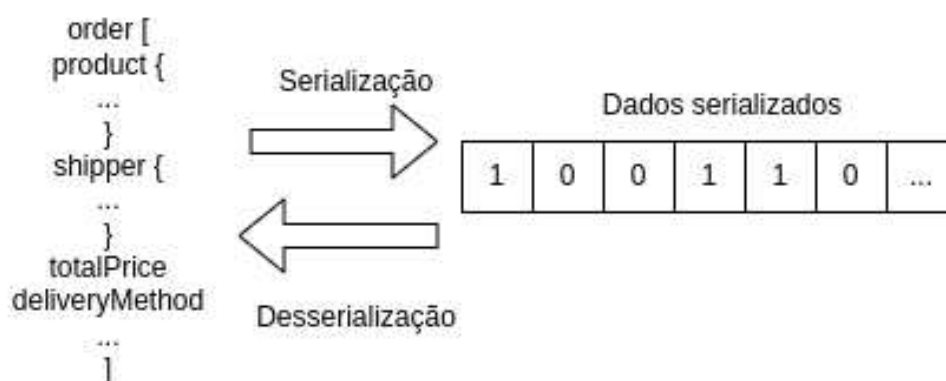 order [
product {
...
}
shipper {
...
}
totalPrice
deliveryMethod
...
]
Serialização
Desserialização
Dados serializados
1 0 0 1 1 0 ...